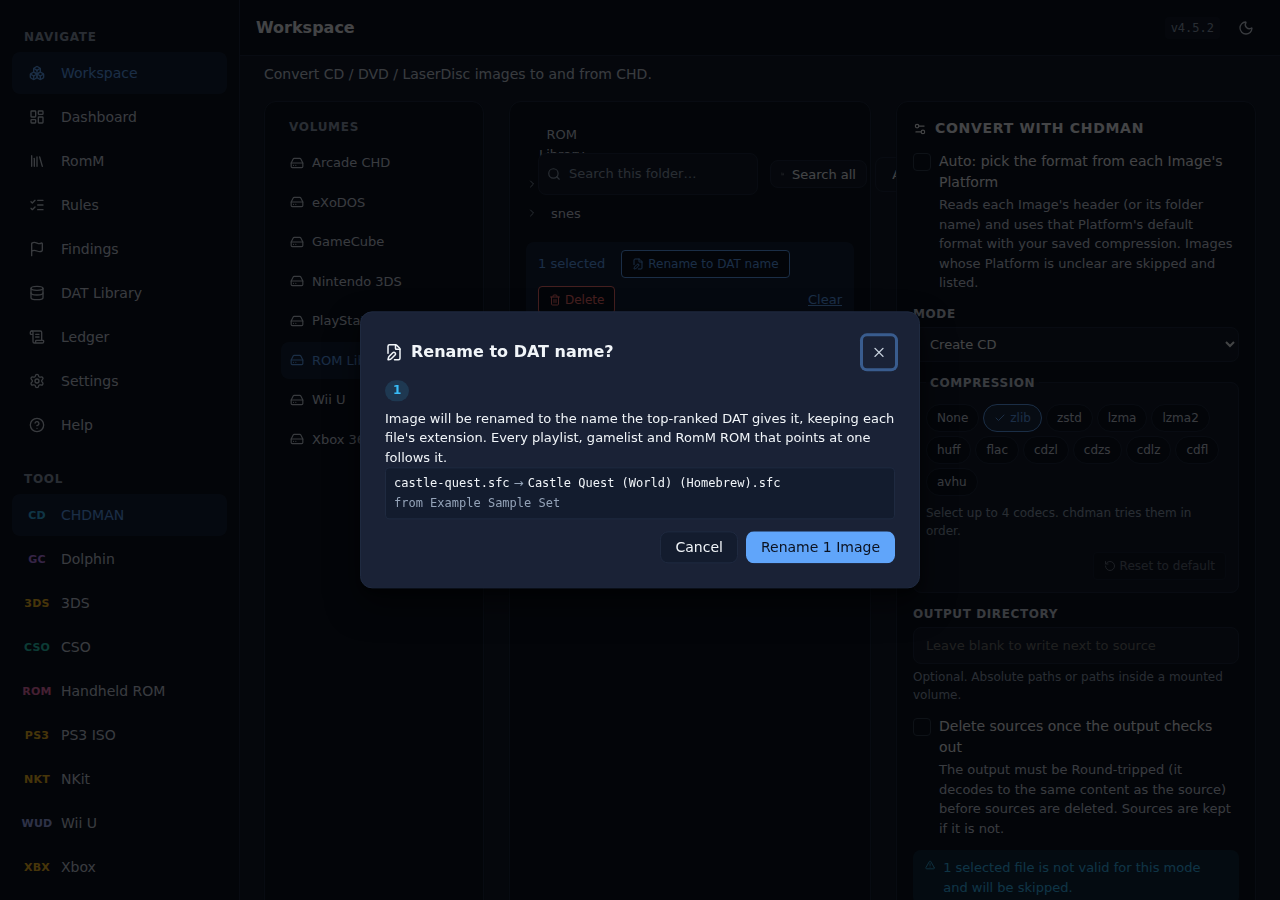 NAVIGATE
Workspace
Dashboard
RomM
Rules
Findings
DAT Library
Ledger
Settings
Help
TOOL
CD CHDMAN
GC Dolphin
3DS 3DS
CSO CSO
ROM Handheld ROM
PS3 PS3 ISO
NKT NKit
WUD Wii U
XBX Xbox
Workspace
v4.5.2
Convert CD / DVD / LaserDisc images to and from CHD.
VOLUMES
Arcade CHD
eXoDOS
GameCube
Nintendo 3DS
PlaySta
ROM Li
Wii U
Xbox 36
ROM
Library
Search this folder…
Search all
snes
1 selected
Rename to DAT name
Delete
Clear
Rename to DAT name?
1
Image will be renamed to the name the top-ranked DAT gives it, keeping each
file's extension. Every playlist, gamelist and RomM ROM that points at one
follows it.
castle-quest.sfc → Castle Quest (World) (Homebrew).sfc
from Example Sample Set
Cancel
Rename 1 Image
CONVERT WITH CHDMAN
Auto: pick the format from each Image's
Platform
Reads each Image's header (or its folder
name) and uses that Platform's default
format with your saved compression. Images
whose Platform is unclear are skipped and
listed.
MODE
Create CD
COMPRESSION
None zlib zstd lzma lzma2
huff flac cdzl cdzs cdlz cdfl
avhu
Select up to 4 codecs. chdman tries them in
order.
Reset to default
OUTPUT DIRECTORY
Leave blank to write next to source
Optional. Absolute paths or paths inside a mounted
volume.
Delete sources once the output checks
out
The output must be Round-tripped (it
decodes to the same content as the source)
before sources are deleted. Sources are kept
if it is not.
1 selected file is not valid for this mode
and will be skipped.